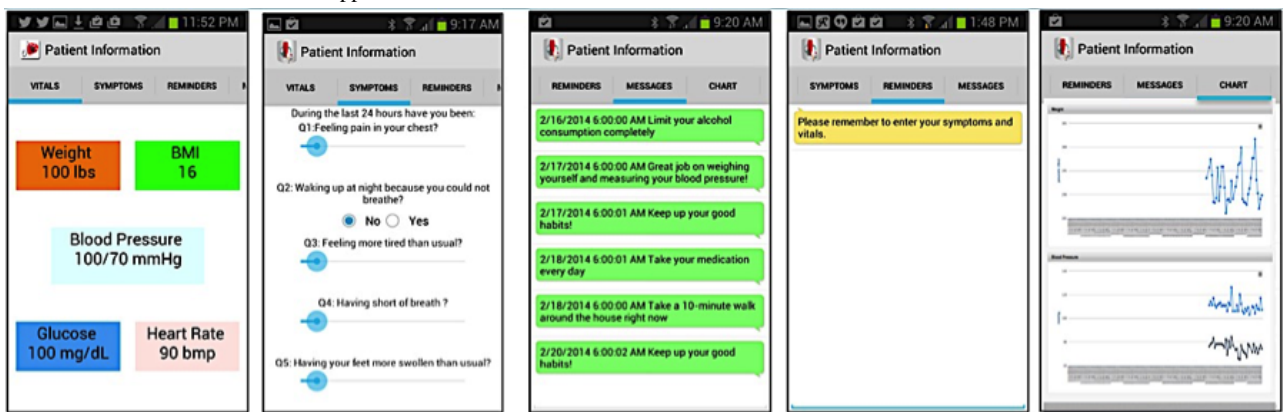 11:52 PM
Patient Information
VITALS SYMPTOMS REMINDERS
Weight
100 lbs
BMI
16
Blood Pressure
100/70 mmHg
Glucose
100 mg/dL
Heart Rate
90 bmp
9:17 AM
Patient Information
VITALS SYMPTOMS REMINDERS
During the last 24 hours have you been:
Q1:Feeling pain in your chest?
Q2: Waking up at night because you could not
breathe?
No Yes
Q3: Feeling more tired than usual?
Q4: Having short of breath ?
Q5: Having your feet more swollen than usual?
9:20 AM
Patient Information
REMINDERS MESSAGES CHART
2/16/2014 6:00:00 AM Limit your alcohol
consumption completely
2/17/2014 6:00:00 AM Great job on weighing
yourself and measuring your blood pressure!
2/17/2014 6:00:01 AM Keep up your good
habits!
2/18/2014 6:00:01 AM Take your medication
every day
2/18/2014 6:00:00 AM Take a 10-minute walk
around the house right now
2/20/2014 6:00:02 AM Keep up your good
habits!
1:48 PM
Patient Information
SYMPTOMS REMINDERS MESSAGES
Please remember to enter your symptoms and
vitals.
9:20 AM
Patient Information
REMINDERS MESSAGES CHART
Weight
Blood Pressure